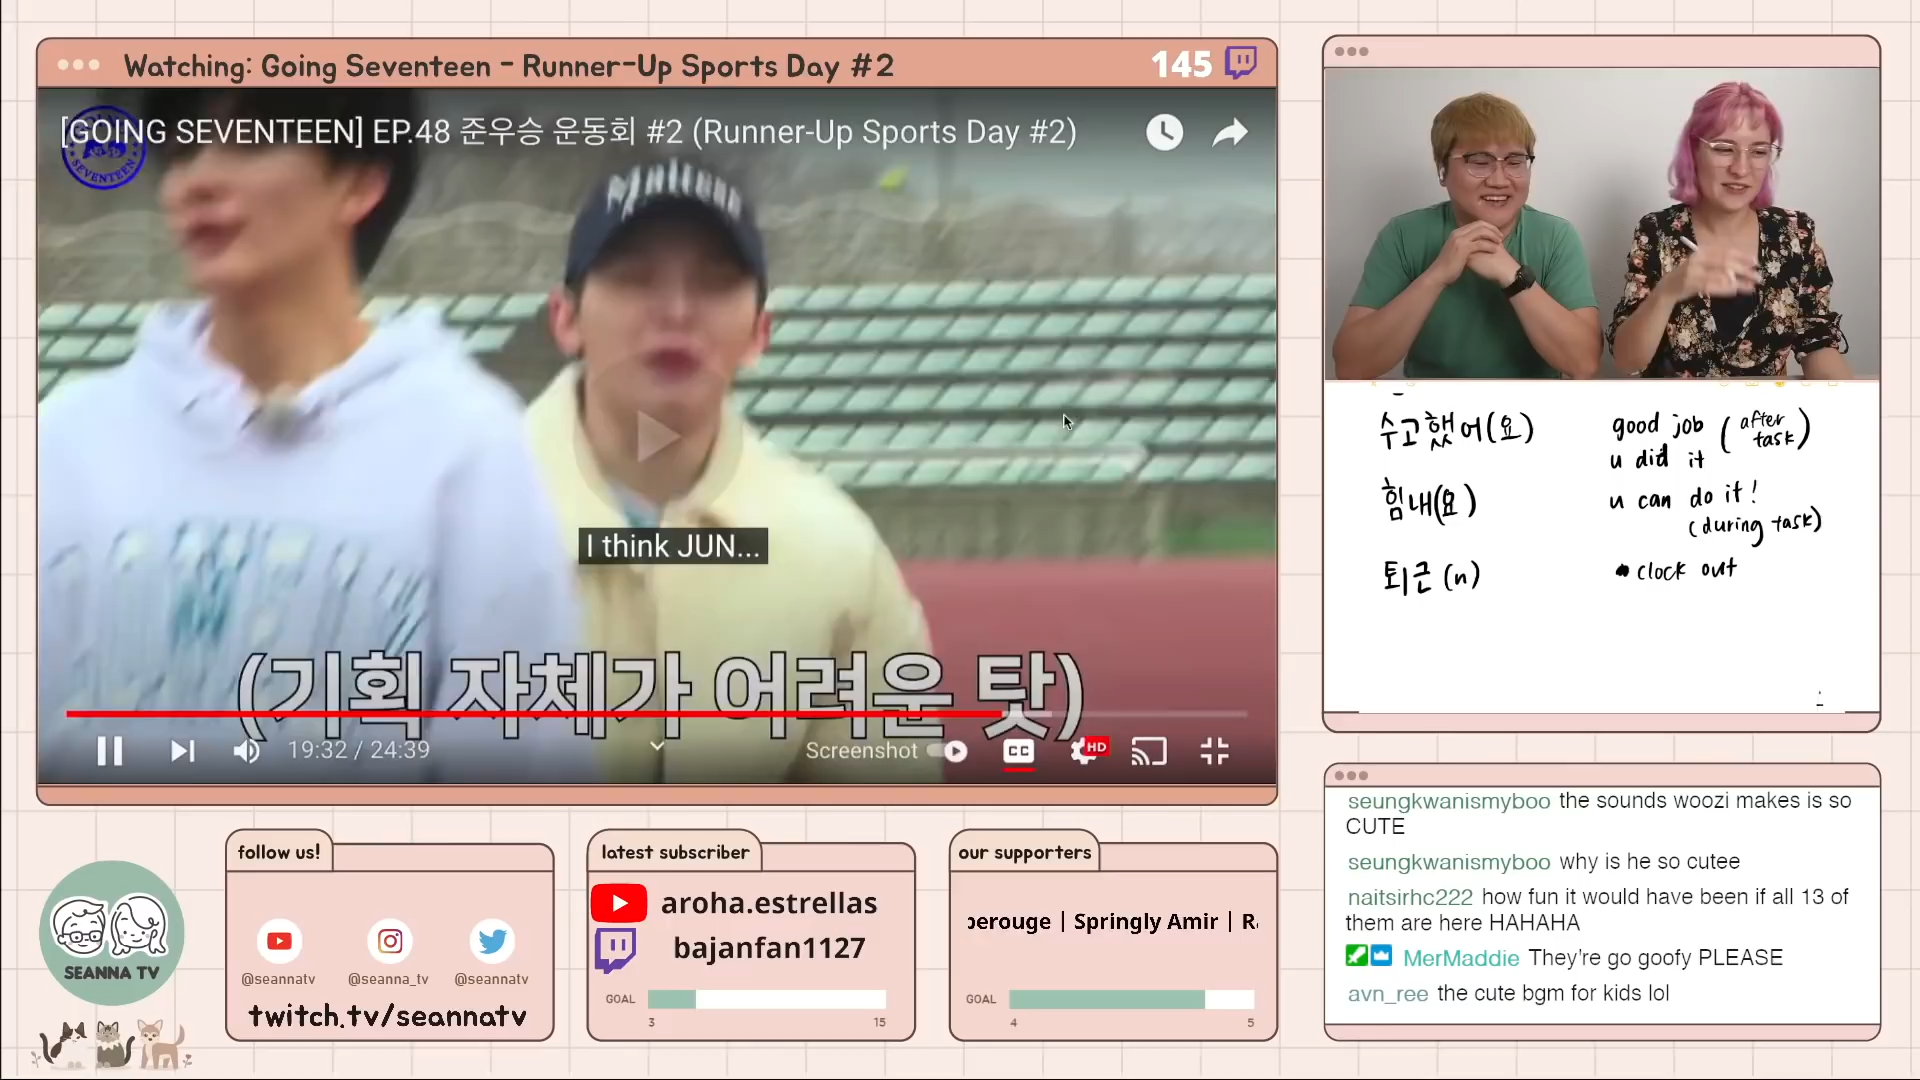 Watching: Going Seventeen - Runner-Up Sports Day #2
145
[GOING SEVENTEEN] EP.48 준우승 운동회 #2 (Runner-Up Sports Day #2)
SEVENTEEN
I think JUN...
(기획 자체가 어려운 탓)
19:32 / 24:39
Screenshot
CC
HD
수고했어(요)
good job (after task)
u did it
힘내(요)
u can do it!
(during task)
퇴근 (n)
clock out
seungkwanismyboo the sounds woozi makes is so
CUTE
seungkwanismyboo why is he so cutee
naitsirhc222 how fun it would have been if all 13 of
them are here HAHAHA
MerMaddie They're go goofy PLEASE
avn_ree the cute bgm for kids lol
SEANNA TV
follow us!
@seannatv
@seanna_tv
@seannatv
twitch.tv/seannatv
latest subscriber
aroha.estrellas
bajanfan1127
GOAL
3
15
our supporters
berouge | Springly Amir |
GOAL
4
5